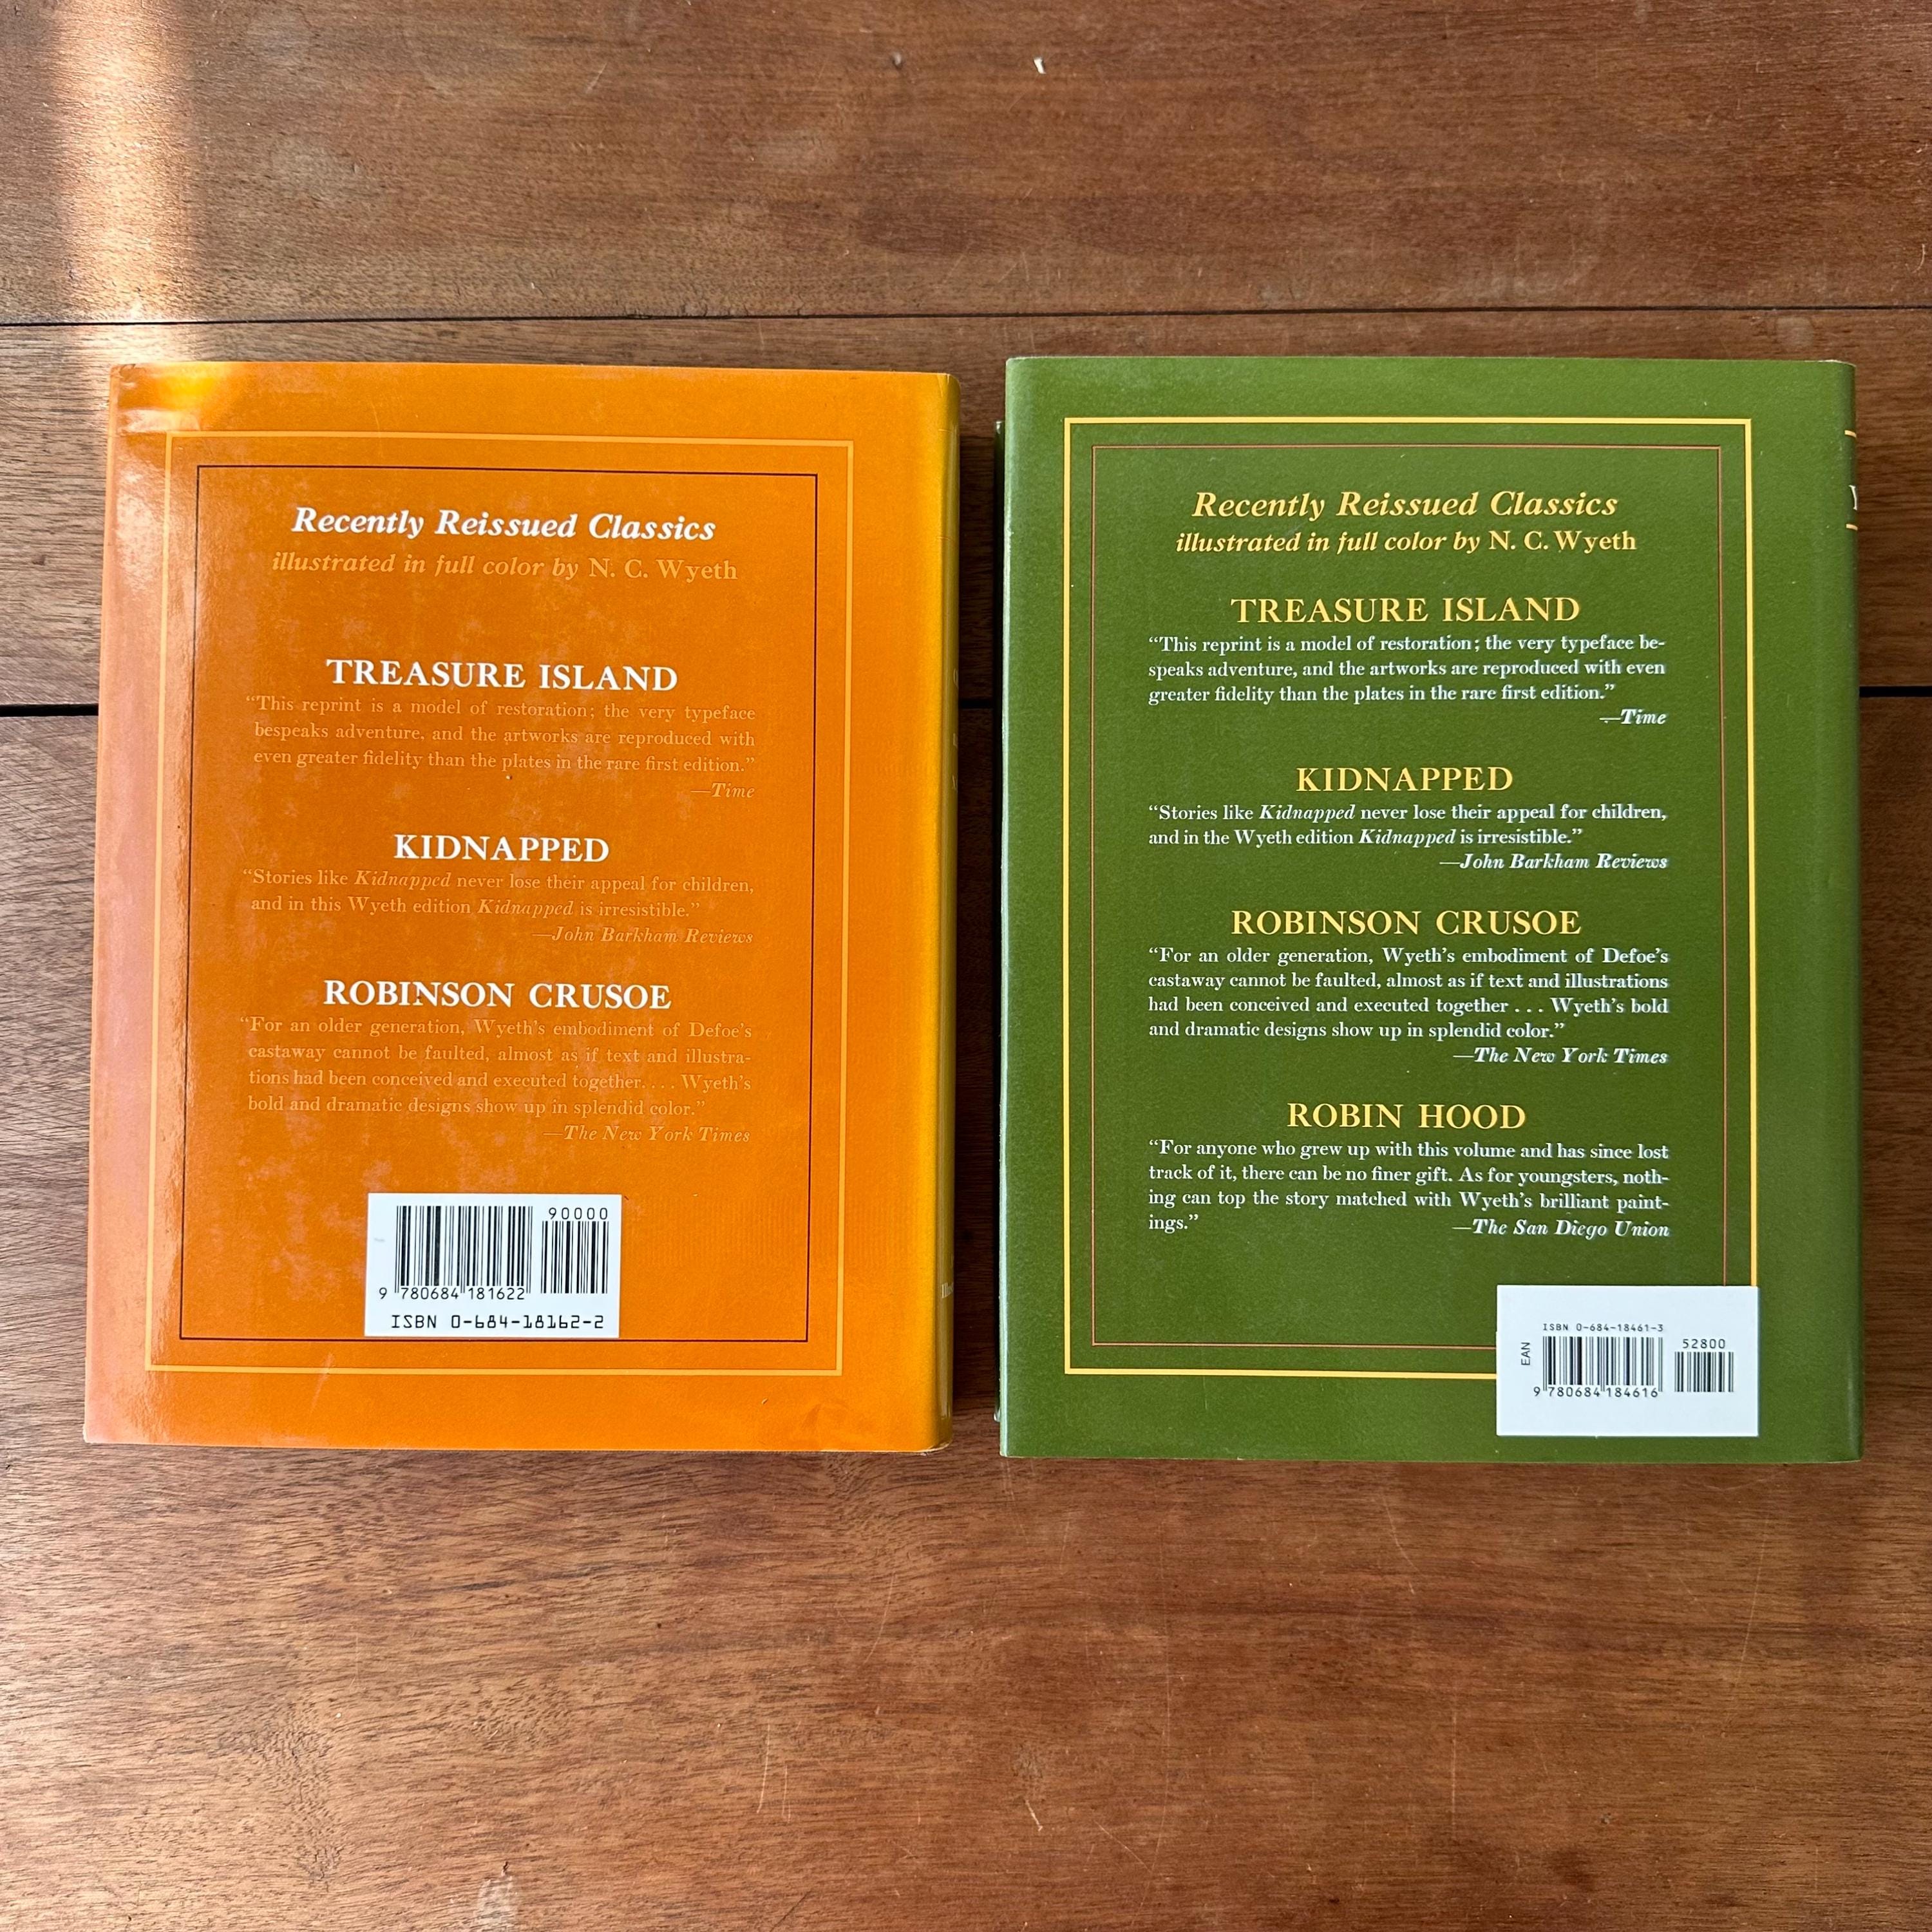 Recently Reissued Classics
illustrated in full color by N. C. Wyeth
TREASURE ISLAND
“This reprint is a model of restoration; the very typeface
bespeaks adventure, and the artworks are reproduced with
even greater fidelity than the plates in the rare first edition.”
—Time
KIDNAPPED
“Stories like Kidnapped never lose their appeal for children,
and in this Wyeth edition Kidnapped is irresistible.”
—John Barkham Reviews
ROBINSON CRUSOE
“For an older generation, Wyeth’s embodiment of Defoe’s
castaway cannot be faulted, almost as if text and illustra-
tions had been conceived and executed together. . . . Wyeth’s
bold and dramatic designs show up in splendid color.”
—The New York Times
90000
9 780684 181622
ISBN 0-684-18162-2
Recently Reissued Classics
illustrated in full color by N. C. Wyeth
TREASURE ISLAND
“This reprint is a model of restoration; the very typeface be-
speaks adventure, and the artworks are reproduced with even
greater fidelity than the plates in the rare first edition.”
—Time
KIDNAPPED
“Stories like Kidnapped never lose their appeal for children,
and in the Wyeth edition Kidnapped is irresistible.”
—John Barkham Reviews
ROBINSON CRUSOE
“For an older generation, Wyeth’s embodiment of Defoe’s
castaway cannot be faulted, almost as if text and illustrations
had been conceived and executed together . . . Wyeth’s bold
and dramatic designs show up in splendid color.”
—The New York Times
ROBIN HOOD
“For anyone who grew up with this volume and has since lost
track of it, there can be no finer gift. As for youngsters, noth-
ing can top the story matched with Wyeth’s brilliant paint-
ings.” —The San Diego Union
ISBN 0-684-18461-3
52800
EAN
9 780684 184616